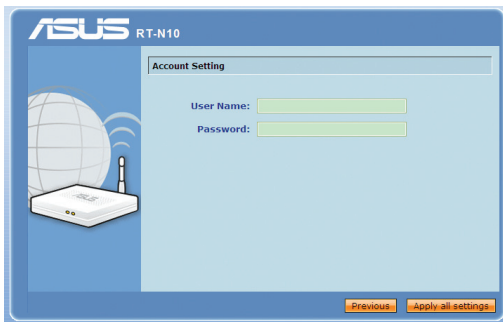 ASUS RT-N10
Account Setting
User Name:
Password:
ASUS
Previous Apply all settings